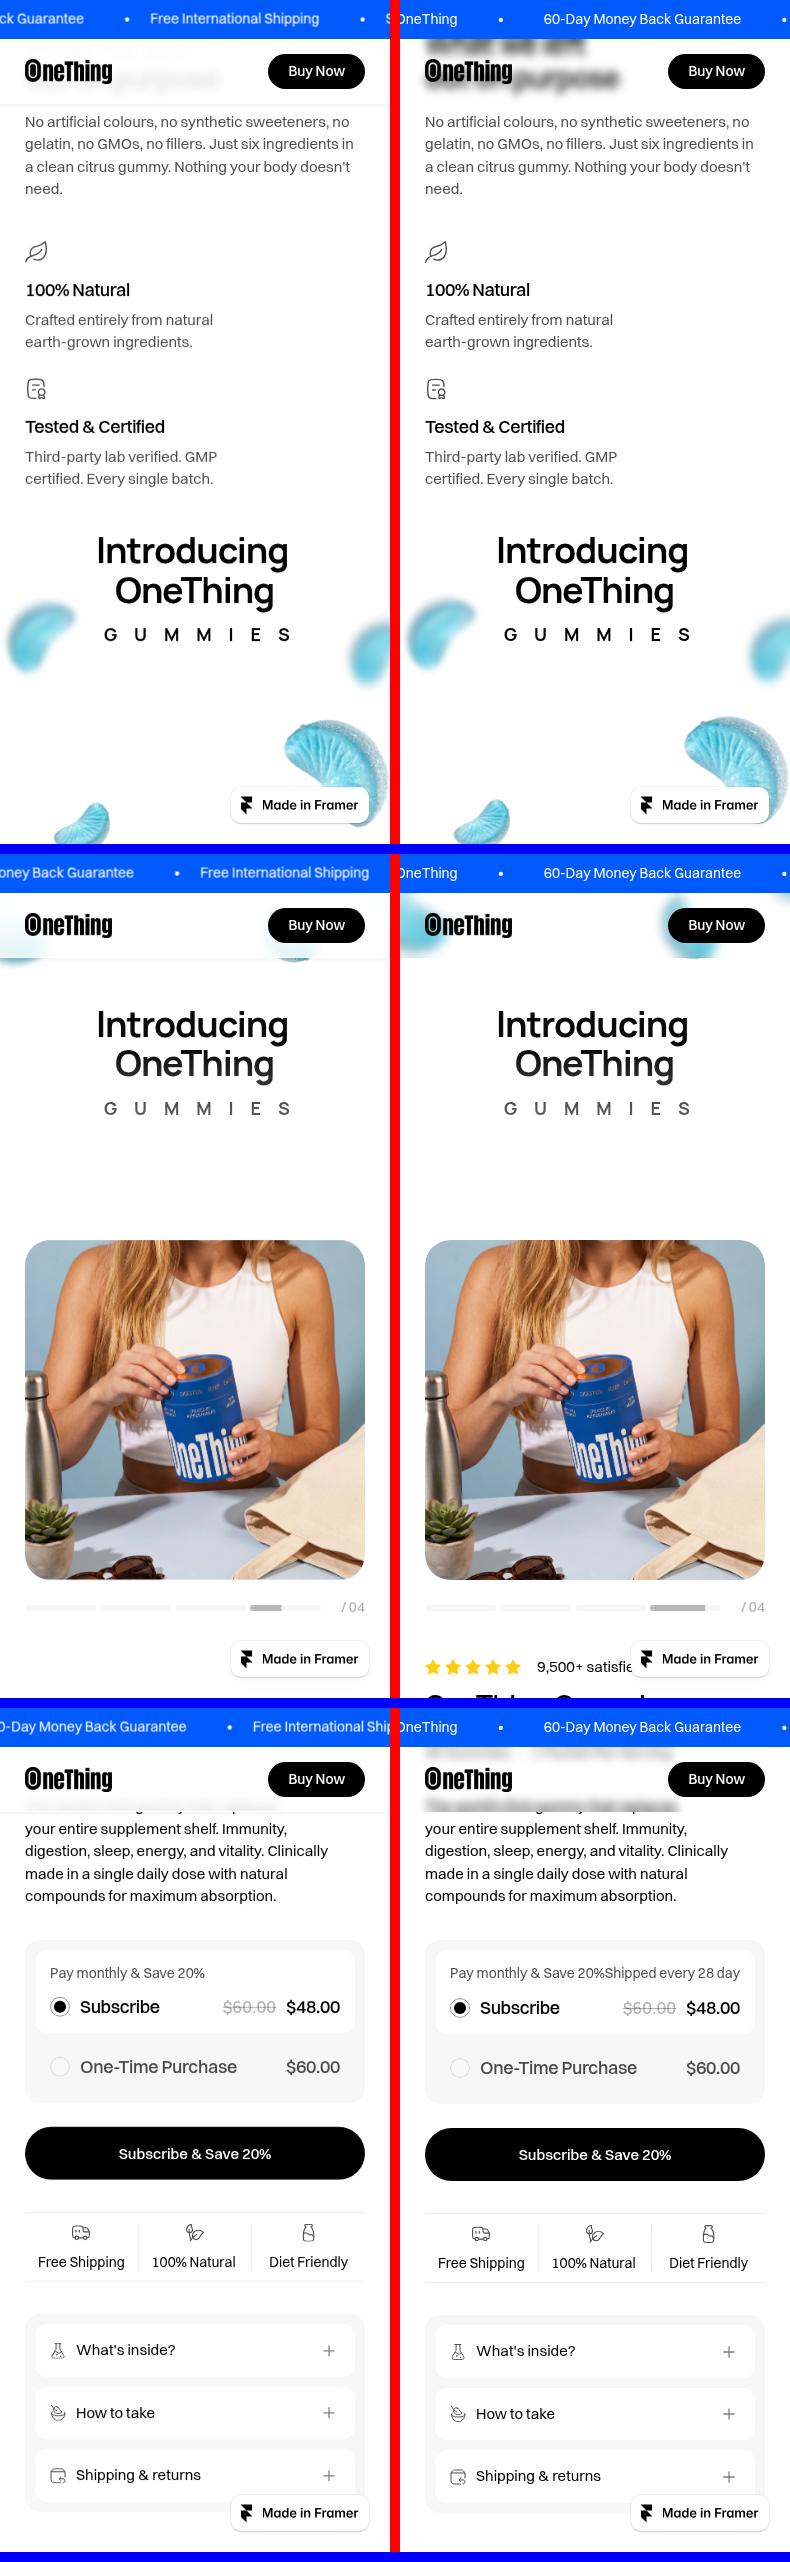 ck Guarantee • Free International Shipping • S
OneThing
Buy Now
No artificial colours, no synthetic sweeteners, no
gelatin, no GMOs, no fillers. Just six ingredients in
a clean citrus gummy. Nothing your body doesn't
need.
100% Natural
Crafted entirely from natural
earth-grown ingredients.
Tested & Certified
Third-party lab verified. GMP
certified. Every single batch.
Introducing
OneThing
GUMMIES
Made in Framer
OneThing • 60-Day Money Back Guarantee •
What we left
out on purpose
OneThing
Buy Now
No artificial colours, no synthetic sweeteners, no
gelatin, no GMOs, no fillers. Just six ingredients in
a clean citrus gummy. Nothing your body doesn't
need.
100% Natural
Crafted entirely from natural
earth-grown ingredients.
Tested & Certified
Third-party lab verified. GMP
certified. Every single batch.
Introducing
OneThing
GUMMIES
Made in Framer
oney Back Guarantee • Free International Shipping
OneThing
Buy Now
Introducing
OneThing
GUMMIES
OneThing
/ 04
Made in Framer
OneThing • 60-Day Money Back Guarantee •
OneThing
Buy Now
Introducing
OneThing
GUMMIES
OneThing
/ 04
9,500+ satisfie
Made in Framer
0-Day Money Back Guarantee • Free International Ship
OneThing
Buy Now
your entire supplement shelf. Immunity,
digestion, sleep, energy, and vitality. Clinically
made in a single daily dose with natural
compounds for maximum absorption.
Pay monthly & Save 20%
Subscribe $60.00 $48.00
One-Time Purchase $60.00
Subscribe & Save 20%
Free Shipping
100% Natural
Diet Friendly
What's inside?
How to take
Shipping & returns
Made in Framer
OneThing • 60-Day Money Back Guarantee •
OneThing
Buy Now
your entire supplement shelf. Immunity,
digestion, sleep, energy, and vitality. Clinically
made in a single daily dose with natural
compounds for maximum absorption.
Pay monthly & Save 20%Shipped every 28 day
Subscribe $60.00 $48.00
One-Time Purchase $60.00
Subscribe & Save 20%
Free Shipping
100% Natural
Diet Friendly
What's inside?
How to take
Shipping & returns
Made in Framer